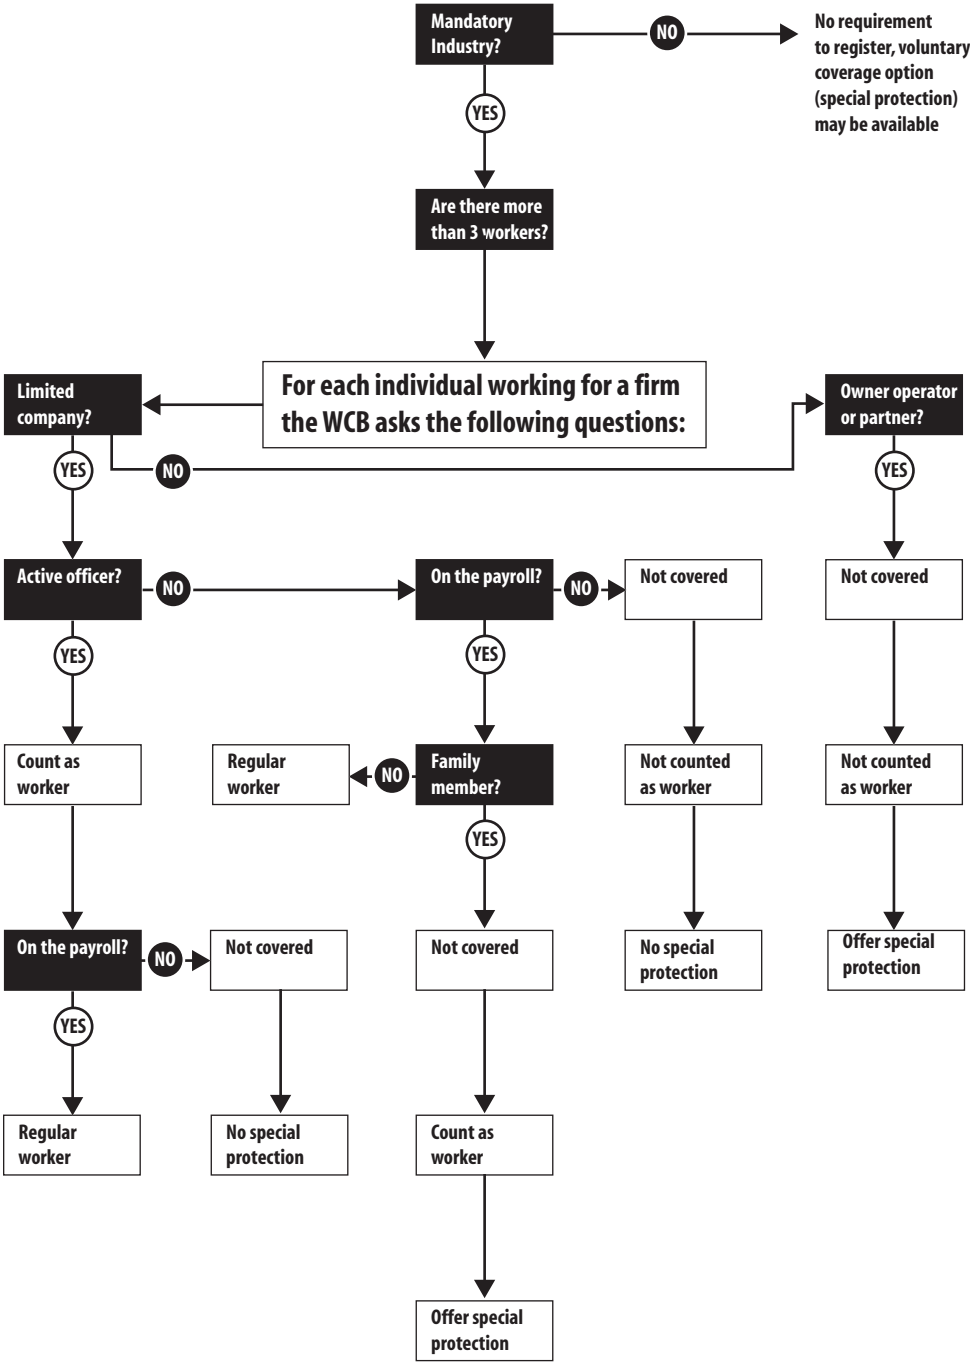 Mandatory
Industry?
NO
No requirement
to register, voluntary
coverage option
(special protection)
may be available
YES
Are there more
than 3 workers?
For each individual working for a firm
the WCB asks the following questions:
Limited
company?
Owner operator
or partner?
YES
NO
YES
Active officer?
NO
On the payroll?
NO
Not covered
Not covered
YES
YES
Count as
worker
Regular
worker
NO
Family
member?
Not counted
as worker
Not counted
as worker
YES
On the payroll?
NO
Not covered
Not covered
No special
protection
Offer special
protection
YES
Regular
worker
No special
protection
Count as
worker
Offer special
protection